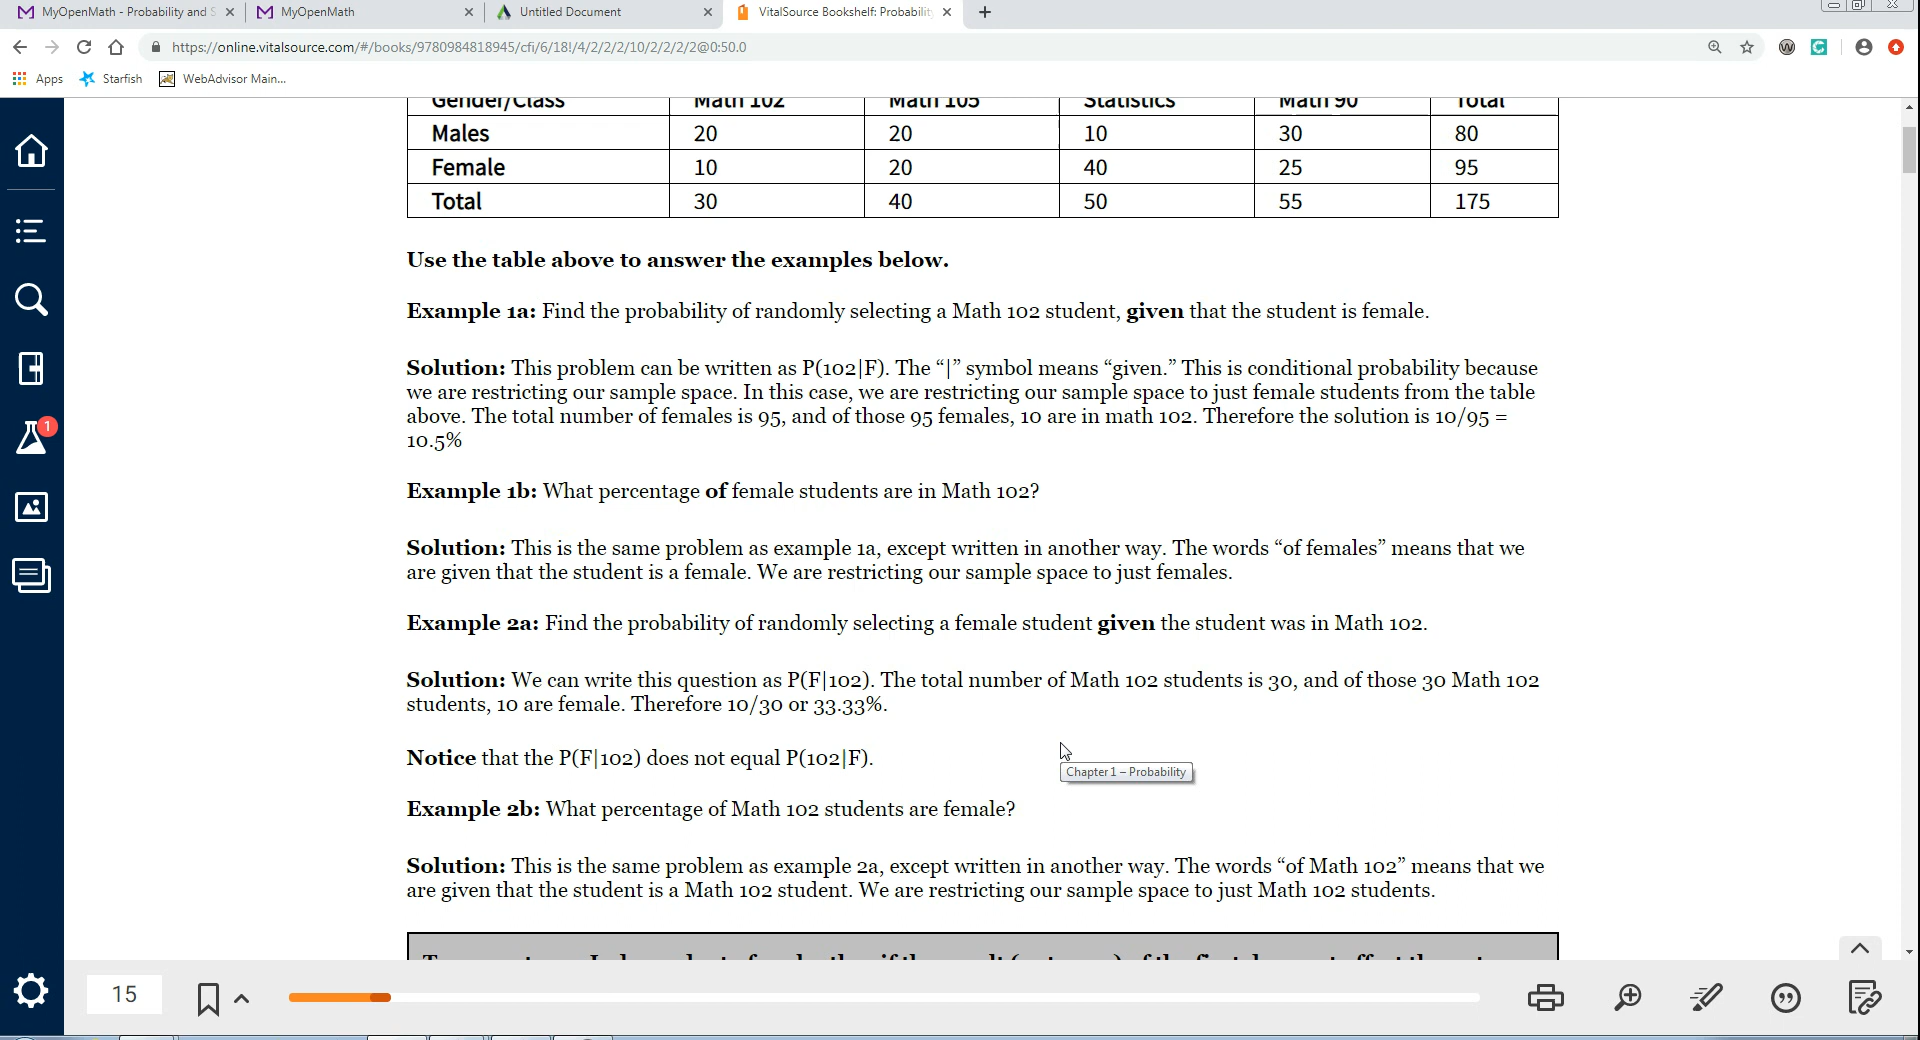 MyOpenMath - Probability and S
MyOpenMath
Untitled Document
VitalSource Bookshelf: Probability
https://online.vitalsource.com/#/books/9780984818945/cfi/6/18!/4/2/2/2/10/2/2/2/2@0:50.0
Apps Starfish WebAdvisor Main...
Gender/Class Math 102 Math 105 Statistics Math 90 Total
Males 20 20 10 30 80
Female 10 20 40 25 95
Total 30 40 50 55 175
Use the table above to answer the examples below.
Example 1a: Find the probability of randomly selecting a Math 102 student, given that the student is female.
Solution: This problem can be written as P(102|F). The “|” symbol means “given.” This is conditional probability because
we are restricting our sample space. In this case, we are restricting our sample space to just female students from the table
above. The total number of females is 95, and of those 95 females, 10 are in math 102. Therefore the solution is 10/95 =
10.5%
Example 1b: What percentage of female students are in Math 102?
Solution: This is the same problem as example 1a, except written in another way. The words “of females” means that we
are given that the student is a female. We are restricting our sample space to just females.
Example 2a: Find the probability of randomly selecting a female student given the student was in Math 102.
Solution: We can write this question as P(F|102). The total number of Math 102 students is 30, and of those 30 Math 102
students, 10 are female. Therefore 10/30 or 33.33%.
Notice that the P(F|102) does not equal P(102|F).
Chapter 1 – Probability
Example 2b: What percentage of Math 102 students are female?
Solution: This is the same problem as example 2a, except written in another way. The words “of Math 102” means that we
are given that the student is a Math 102 student. We are restricting our sample space to just Math 102 students.
1
15